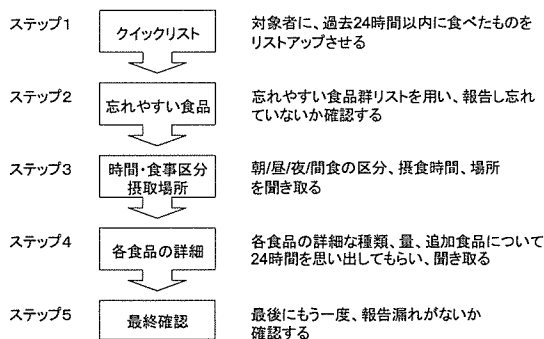 ステップ1
クイックリスト
対象者に、過去24時間以内に食べたものを
リストアップさせる
ステップ2
忘れやすい食品
忘れやすい食品群リストを用い、報告し忘れ
ていないか確認する
ステップ3
時間・食事区分
摂取場所
朝/昼/夜/間食の区分、摂食時間、場所
を聞き取る
ステップ4
各食品の詳細
各食品の詳細な種類、量、追加食品について
24時間を思い出してもらい、聞き取る
ステップ5
最終確認
最後にもう一度、報告漏れがないか
確認する